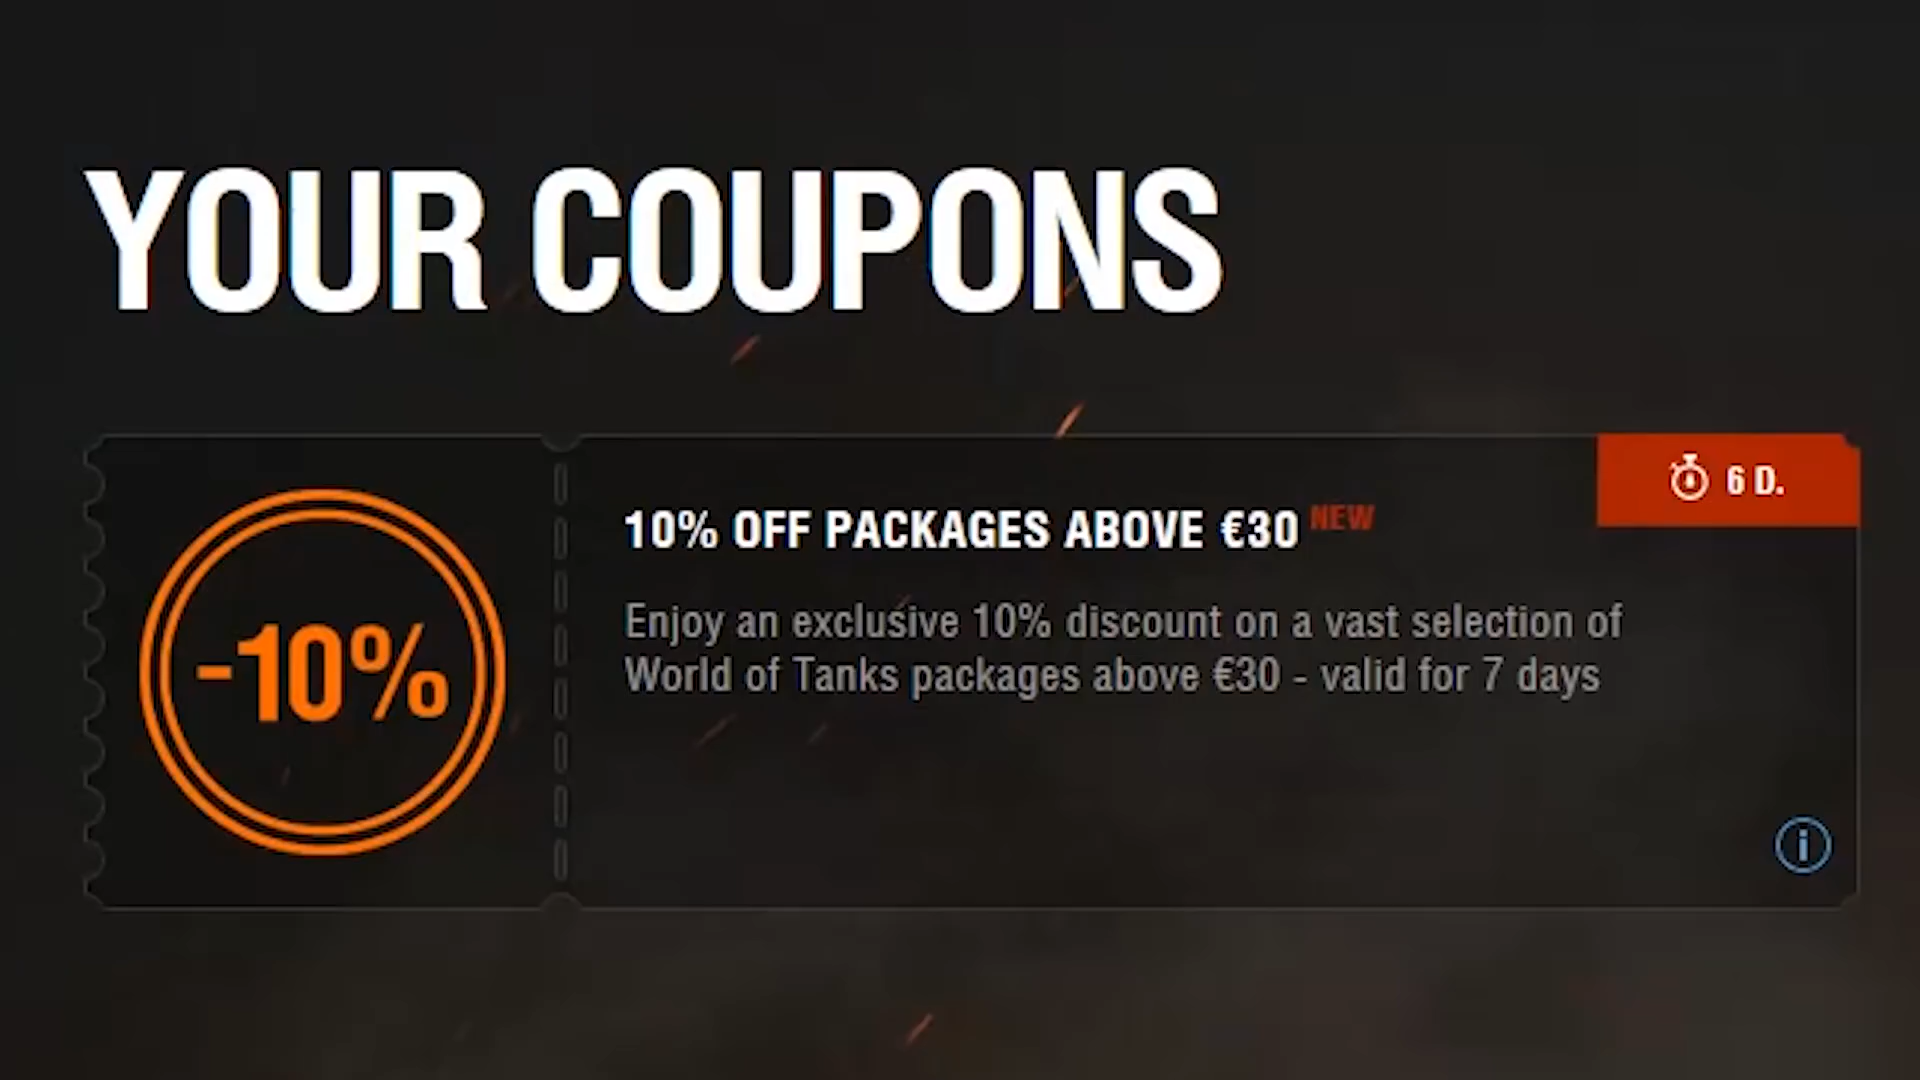 YOUR COUPONS
6 D.
-10%
10% OFF PACKAGES ABOVE €30 NEW
Enjoy an exclusive 10% discount on a vast selection of
World of Tanks packages above €30 - valid for 7 days
i